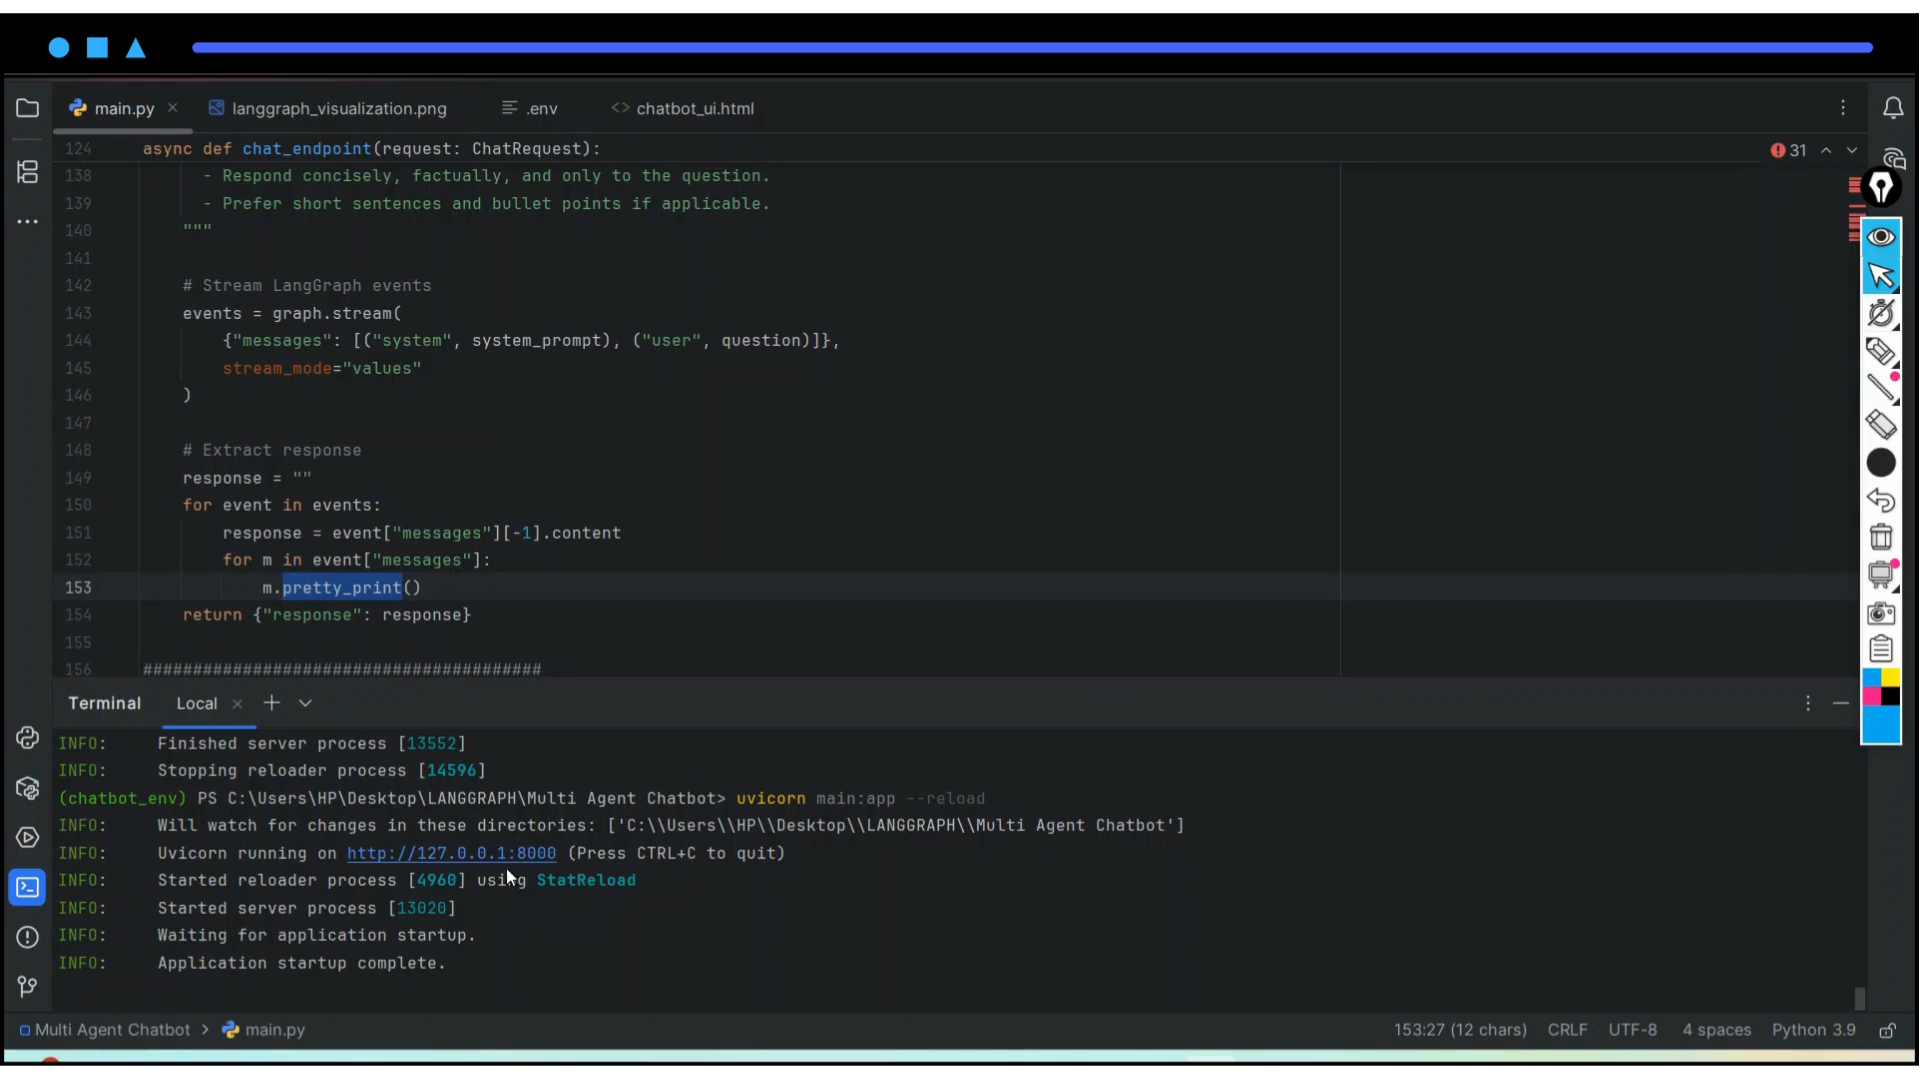 main.py
langgraph_visualization.png
.env
<> chatbot_ui.html
124 async def chat_endpoint(request: ChatRequest):
31
138 - Respond concisely, factually, and only to the question.
139 - Prefer short sentences and bullet points if applicable.
140 """
141
142 # Stream LangGraph events
143 events = graph.stream(
144 {"messages": [("system", system_prompt), ("user", question)]},
145 stream_mode="values"
146 )
147
148 # Extract response
149 response = ""
150 for event in events:
151 response = event["messages"][-1].content
152 for m in event["messages"]:
153 m.pretty_print()
154 return {"response": response}
155
156 ########################################
Terminal Local
INFO: Finished server process [13552]
INFO: Stopping reloader process [14596]
(chatbot_env) PS C:\Users\HP\Desktop\LANGGRAPH\Multi Agent Chatbot> uvicorn main:app --reload
INFO: Will watch for changes in these directories: ['C:\\Users\\HP\\Desktop\\LANGGRAPH\\Multi Agent Chatbot']
INFO: Uvicorn running on http://127.0.0.1:8000 (Press CTRL+C to quit)
INFO: Started reloader process [4960] using StatReload
INFO: Started server process [13020]
INFO: Waiting for application startup.
INFO: Application startup complete.
Multi Agent Chatbot > main.py
153:27 (12 chars) CRLF UTF-8 4 spaces Python 3.9